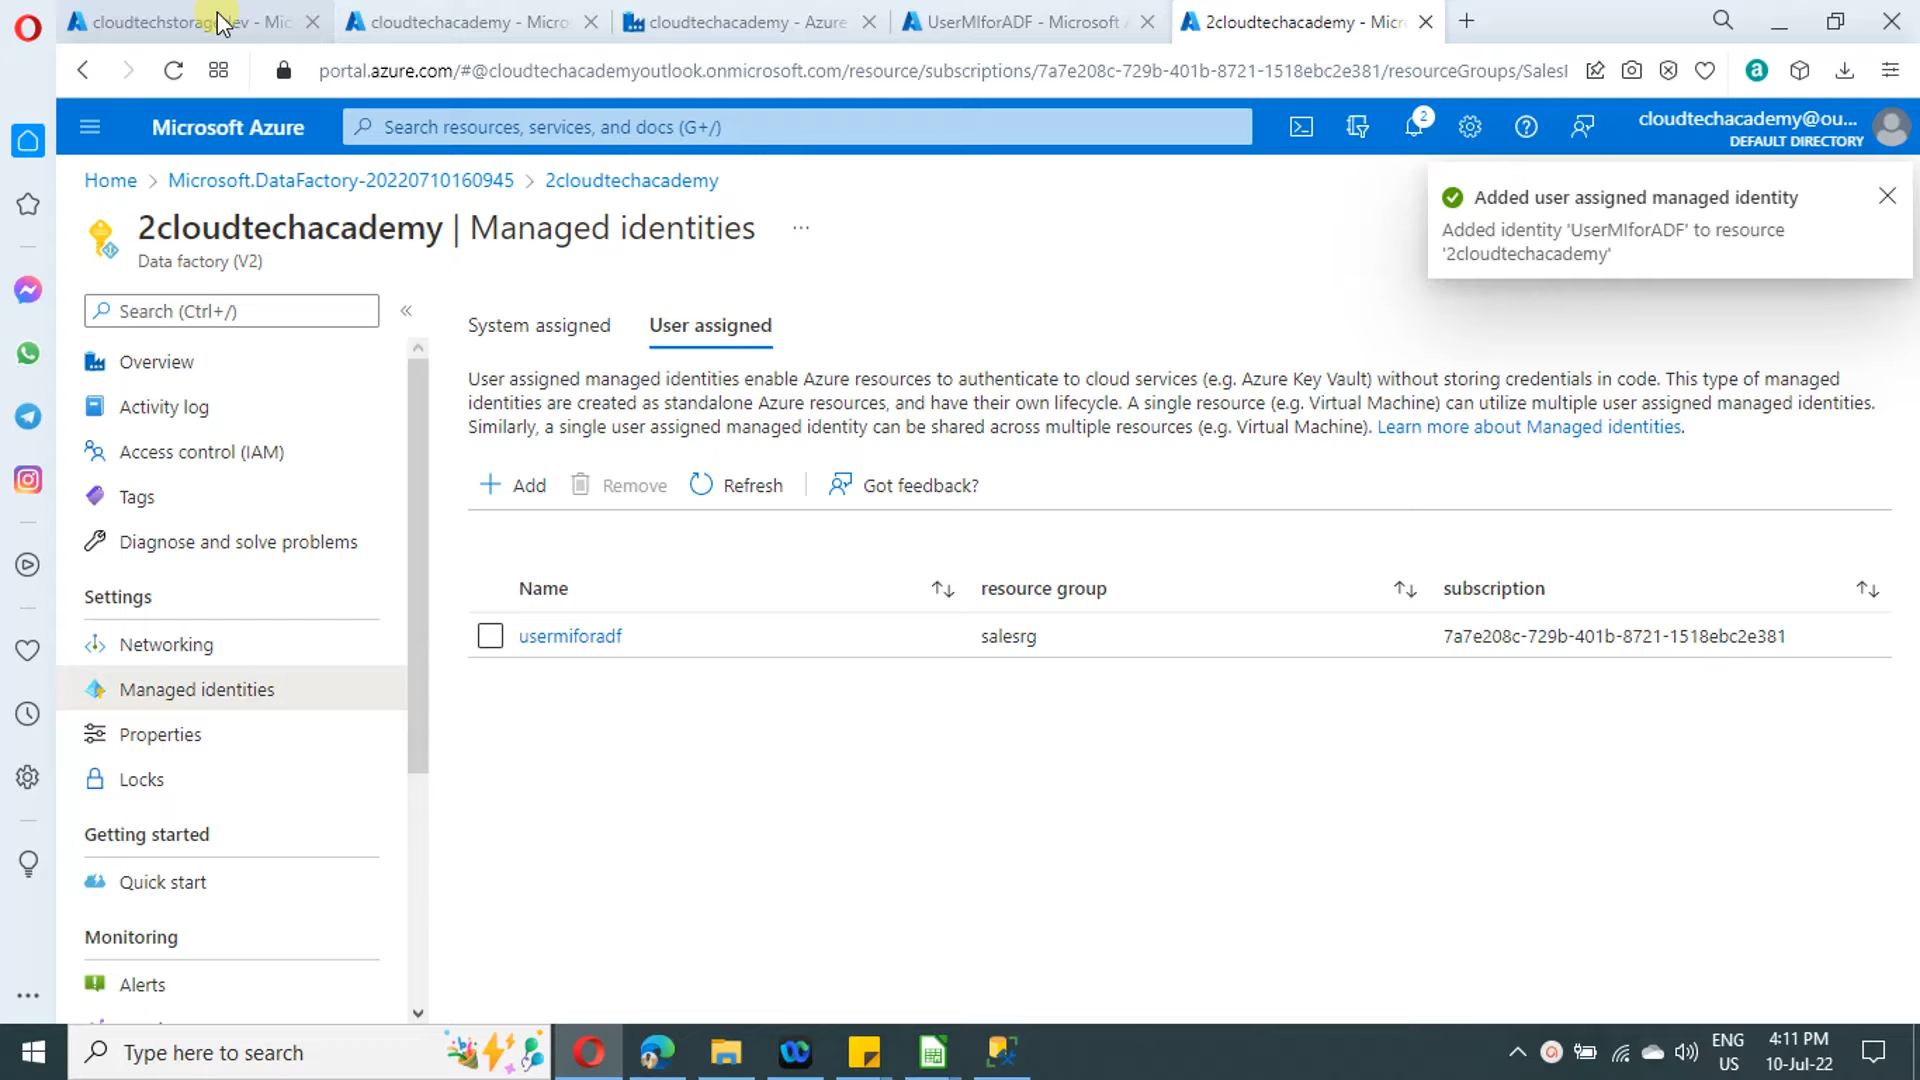 cloudtechstoragedev - Mic
cloudtechacademy - Micros
cloudtechacademy - Azure
UserMIforADF - Microsoft A
2cloudtechacademy - Micr
portal.azure.com/#@cloudtechacademyoutlook.onmicrosoft.com/resource/subscriptions/7a7e208c-729b-401b-8721-1518ebc2e381/resourceGroups/SalesI
a
Microsoft Azure
Search resources, services, and docs (G+/)
2
cloudtechacademy@ou...
DEFAULT DIRECTORY
Home > Microsoft.DataFactory-20220710160945 > 2cloudtechacademy
2cloudtechacademy | Managed identities ...
Data factory (V2)
Added user assigned managed identity
Added identity 'UserMIforADF' to resource
'2cloudtechacademy'
Search (Ctrl+/)
Overview
Activity log
Access control (IAM)
Tags
Diagnose and solve problems
Settings
Networking
Managed identities
Properties
Locks
Getting started
Quick start
Monitoring
Alerts
System assigned
User assigned
User assigned managed identities enable Azure resources to authenticate to cloud services (e.g. Azure Key Vault) without storing credentials in code. This type of managed
identities are created as standalone Azure resources, and have their own lifecycle. A single resource (e.g. Virtual Machine) can utilize multiple user assigned managed identities.
Similarly, a single user assigned managed identity can be shared across multiple resources (e.g. Virtual Machine). Learn more about Managed identities.
Add
Remove
Refresh
Got feedback?
Name
resource group
subscription
usermiforadf
salesrg
7a7e208c-729b-401b-8721-1518ebc2e381
Type here to search
ENG
US
4:11 PM
10-Jul-22